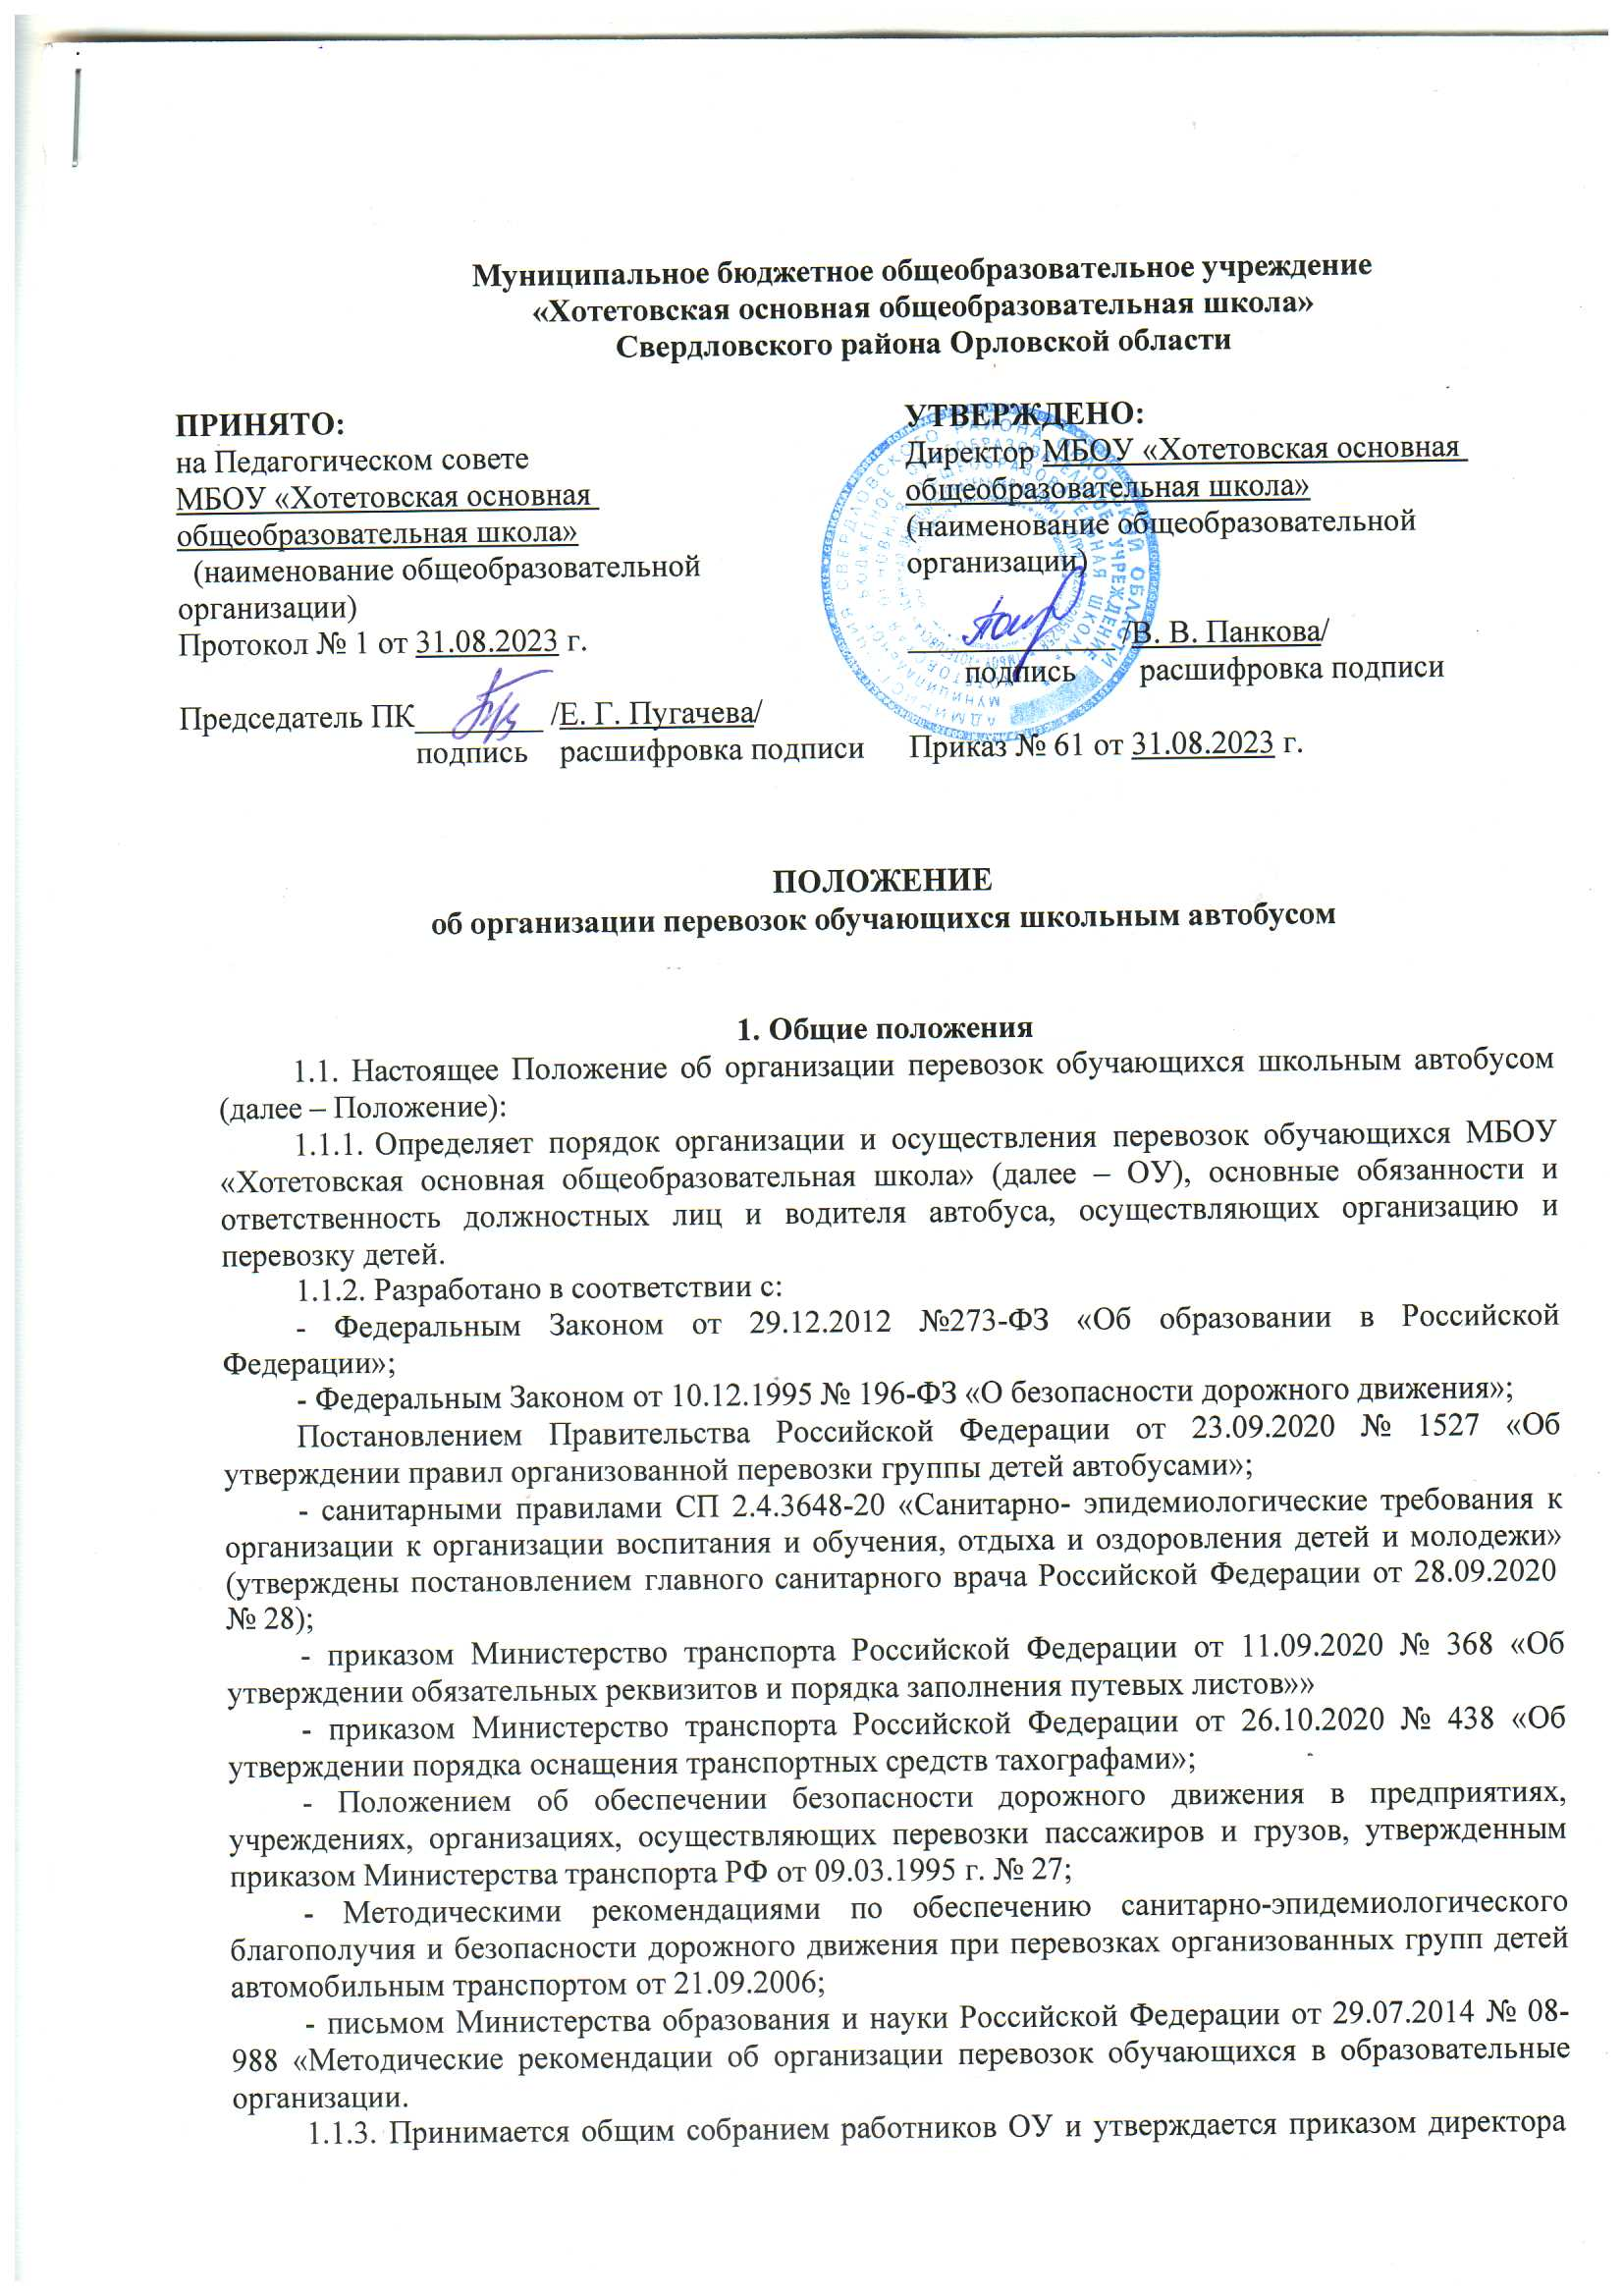 Муниципальное бюджетное общеобразовательное учреждение
«Хотетовская основная общеобразовательная школа»
Свердловского района Орловской области
ПРИНЯТО:
на Педагогическом совете
МБОУ «Хотетовская основная
общеобразовательная школа»
(наименование общеобразовательной
организации)
Протокол № 1 от 31.08.2023 г.
Председатель ПК________ /Е. Г. Пугачева/
подпись расшифровка подписи
УТВЕРЖДЕНО:
Директор МБОУ «Хотетовская основная
общеобразовательная школа»
(наименование общеобразовательной
организации)
_____________/В. В. Панкова/
подпись расшифровка подписи
Приказ № 61 от 31.08.2023 г.
ПОЛОЖЕНИЕ
об организации перевозок обучающихся школьным автобусом
1. Общие положения
1.1. Настоящее Положение об организации перевозок обучающихся школьным автобусом
(далее – Положение):
1.1.1. Определяет порядок организации и осуществления перевозок обучающихся МБОУ
«Хотетовская основная общеобразовательная школа» (далее – ОУ), основные обязанности и
ответственность должностных лиц и водителя автобуса, осуществляющих организацию и
перевозку детей.
1.1.2. Разработано в соответствии с:
- Федеральным Законом от 29.12.2012 №273-ФЗ «Об образовании в Российской
Федерации»;
- Федеральным Законом от 10.12.1995 № 196-ФЗ «О безопасности дорожного движения»;
Постановлением Правительства Российской Федерации от 23.09.2020 № 1527 «Об
утверждении правил организованной перевозки группы детей автобусами»;
- санитарными правилами СП 2.4.3648-20 «Санитарно- эпидемиологические требования к
организации к организации воспитания и обучения, отдыха и оздоровления детей и молодежи»
(утверждены постановлением главного санитарного врача Российской Федерации от 28.09.2020
№ 28);
- приказом Министерство транспорта Российской Федерации от 11.09.2020 № 368 «Об
утверждении обязательных реквизитов и порядка заполнения путевых листов»»
- приказом Министерство транспорта Российской Федерации от 26.10.2020 № 438 «Об
утверждении порядка оснащения транспортных средств тахографами»;
- Положением об обеспечении безопасности дорожного движения в предприятиях,
учреждениях, организациях, осуществляющих перевозки пассажиров и грузов, утвержденным
приказом Министерства транспорта РФ от 09.03.1995 г. № 27;
- Методическими рекомендациями по обеспечению санитарно-эпидемиологического
благополучия и безопасности дорожного движения при перевозках организованных групп детей
автомобильным транспортом от 21.09.2006;
- письмом Министерства образования и науки Российской Федерации от 29.07.2014 № 08-
988 «Методические рекомендации об организации перевозок обучающихся в образовательные
организации.
1.1.3. Принимается общим собранием работников ОУ и утверждается приказом директора